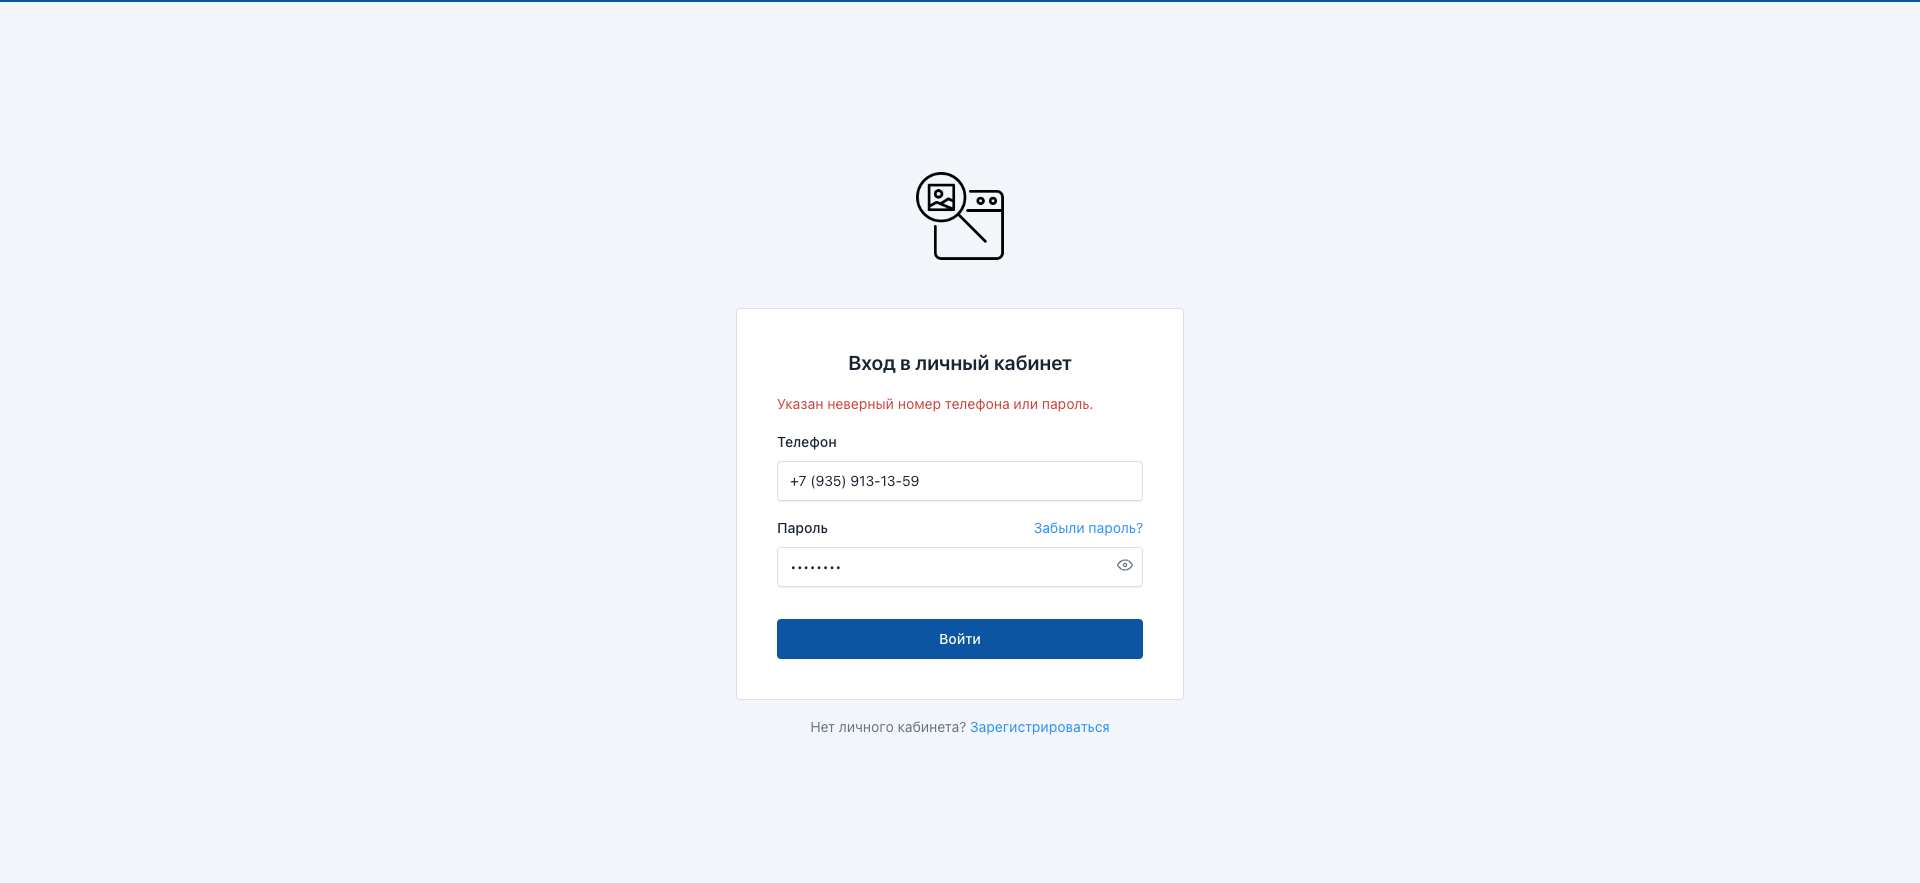 Вход в личный кабинет
Указан неверный номер телефона или пароль.
Телефон
+7 (935) 913-13-59
Пароль
Забыли пароль?
••••••••
Войти
Нет личного кабинета? Зарегистрироваться